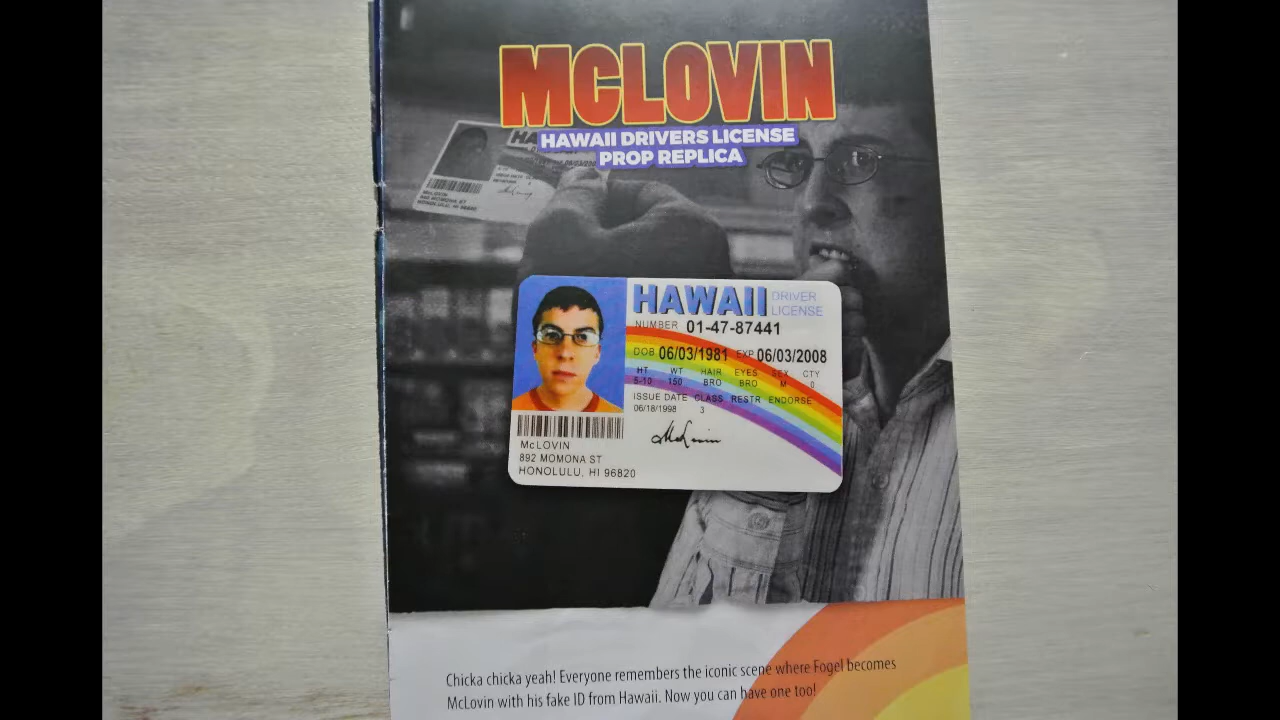 MCLOVIN
HAWAII DRIVERS LICENSE
PROP REPLICA
HAWAII DRIVER
LICENSE
NUMBER 01-47-87441
DOB 06/03/1981 EXP 06/03/2008
HT WT HAIR EYES SEX CTY
5-10 150 BRO BRO M 0
ISSUE DATE CLASS RESTR ENDORSE
06/18/1998 3
McLovin
McLOVIN
892 MOMONA ST
HONOLULU, HI 96820
Chicka chicka yeah! Everyone remembers the iconic scene where Fogel becomes
McLovin with his fake ID from Hawaii. Now you can have one too!